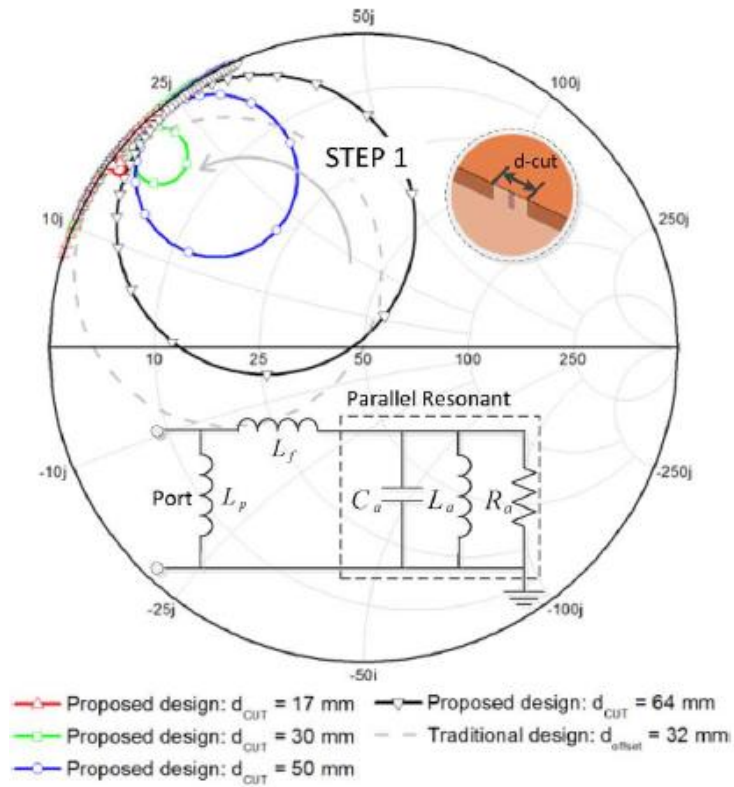 50j
25j
100j
STEP 1
d-cut
10j
250j
10 25 50 100 250
Parallel Resonant
-10j
-250j
L_f
Port
L_p
C_a
L_a
R_a
-25j
-100j
-50j
Proposed design: d_CUT = 17 mm
Proposed design: d_CUT = 64 mm
Proposed design: d_CUT = 30 mm
Traditional design: d_offset = 32 mm
Proposed design: d_CUT = 50 mm